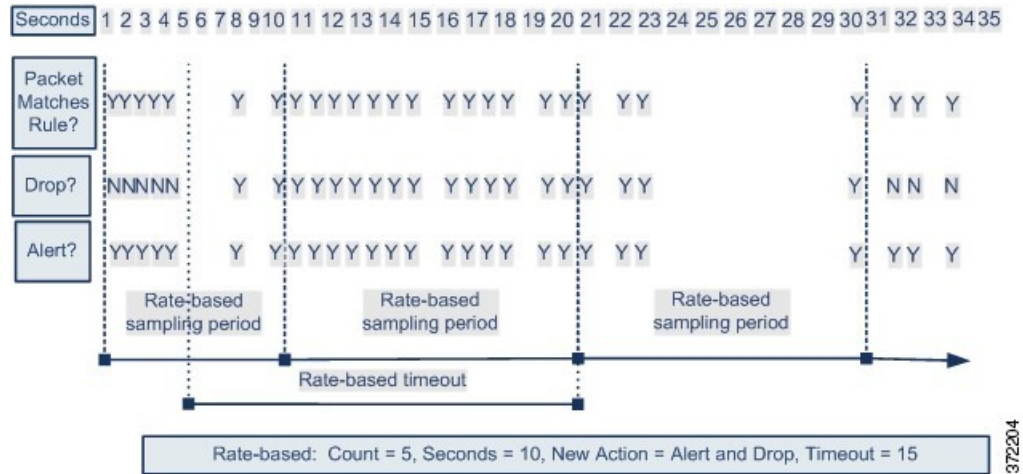 Seconds 1 2 3 4 5 6 7 8 9 10 11 12 13 14 15 16 17 18 19 20 21 22 23 24 25 26 27 28 29 30 31 32 33 34 35
Packet
Matches
Rule?
YYYYY Y Y Y Y Y Y Y Y Y Y Y Y Y Y Y Y Y Y Y Y Y Y
Drop?
NNNNN Y Y Y Y Y Y Y Y Y Y Y Y Y Y Y Y Y Y Y N N N
Alert?
YYYYY Y Y Y Y Y Y Y Y Y Y Y Y Y Y Y Y Y Y Y Y Y Y
Rate-based
sampling period
Rate-based
sampling period
Rate-based
sampling period
Rate-based timeout
Rate-based: Count = 5, Seconds = 10, New Action = Alert and Drop, Timeout = 15
372204